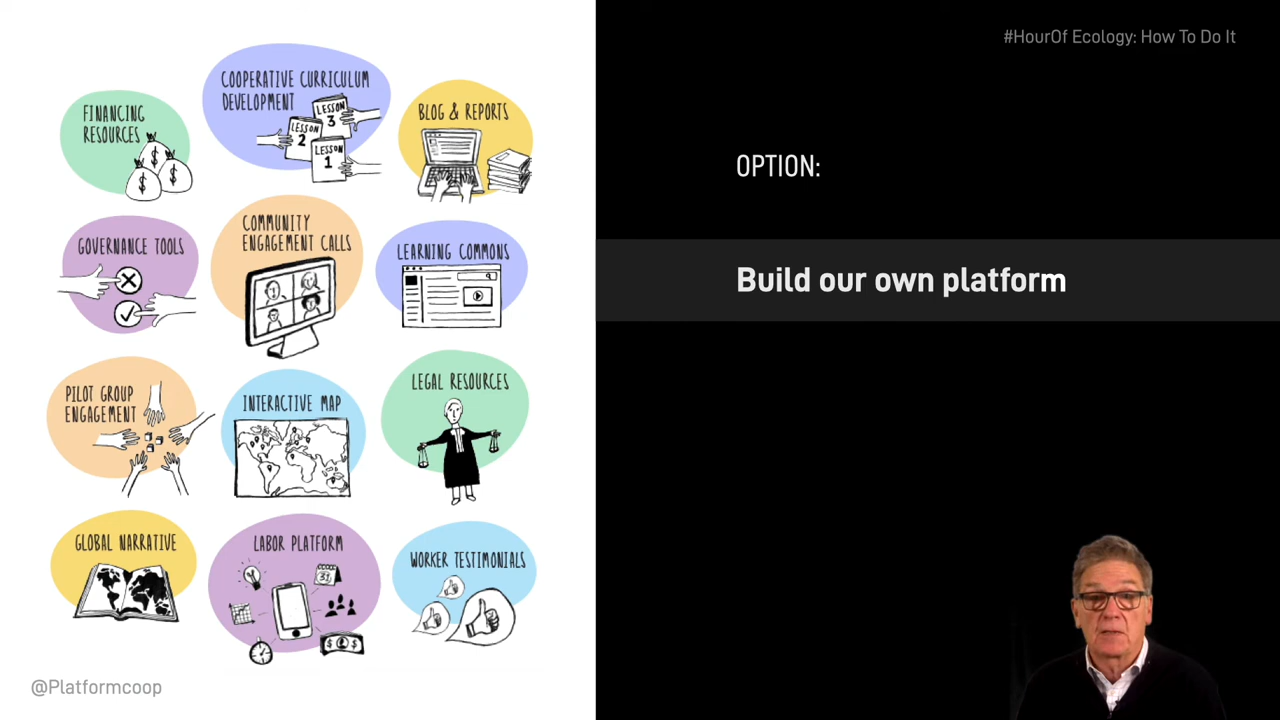 #HourOf Ecology: How To Do It
COOPERATIVE CURRICULUM
DEVELOPMENT
LESSON
3
LESSON
2
LESSON
1
FINANCING
RESOURCES
$
$
$
BLOG & REPORTS
OPTION:
GOVERNANCE TOOLS
COMMUNITY
ENGAGEMENT CALLS
LEARNING COMMONS
Build our own platform
PILOT GROUP
ENGAGEMENT
INTERACTIVE MAP
LEGAL RESOURCES
GLOBAL NARRATIVE
LABOR PLATFORM
31
$ $
WORKER TESTIMONIALS
@Platformcoop